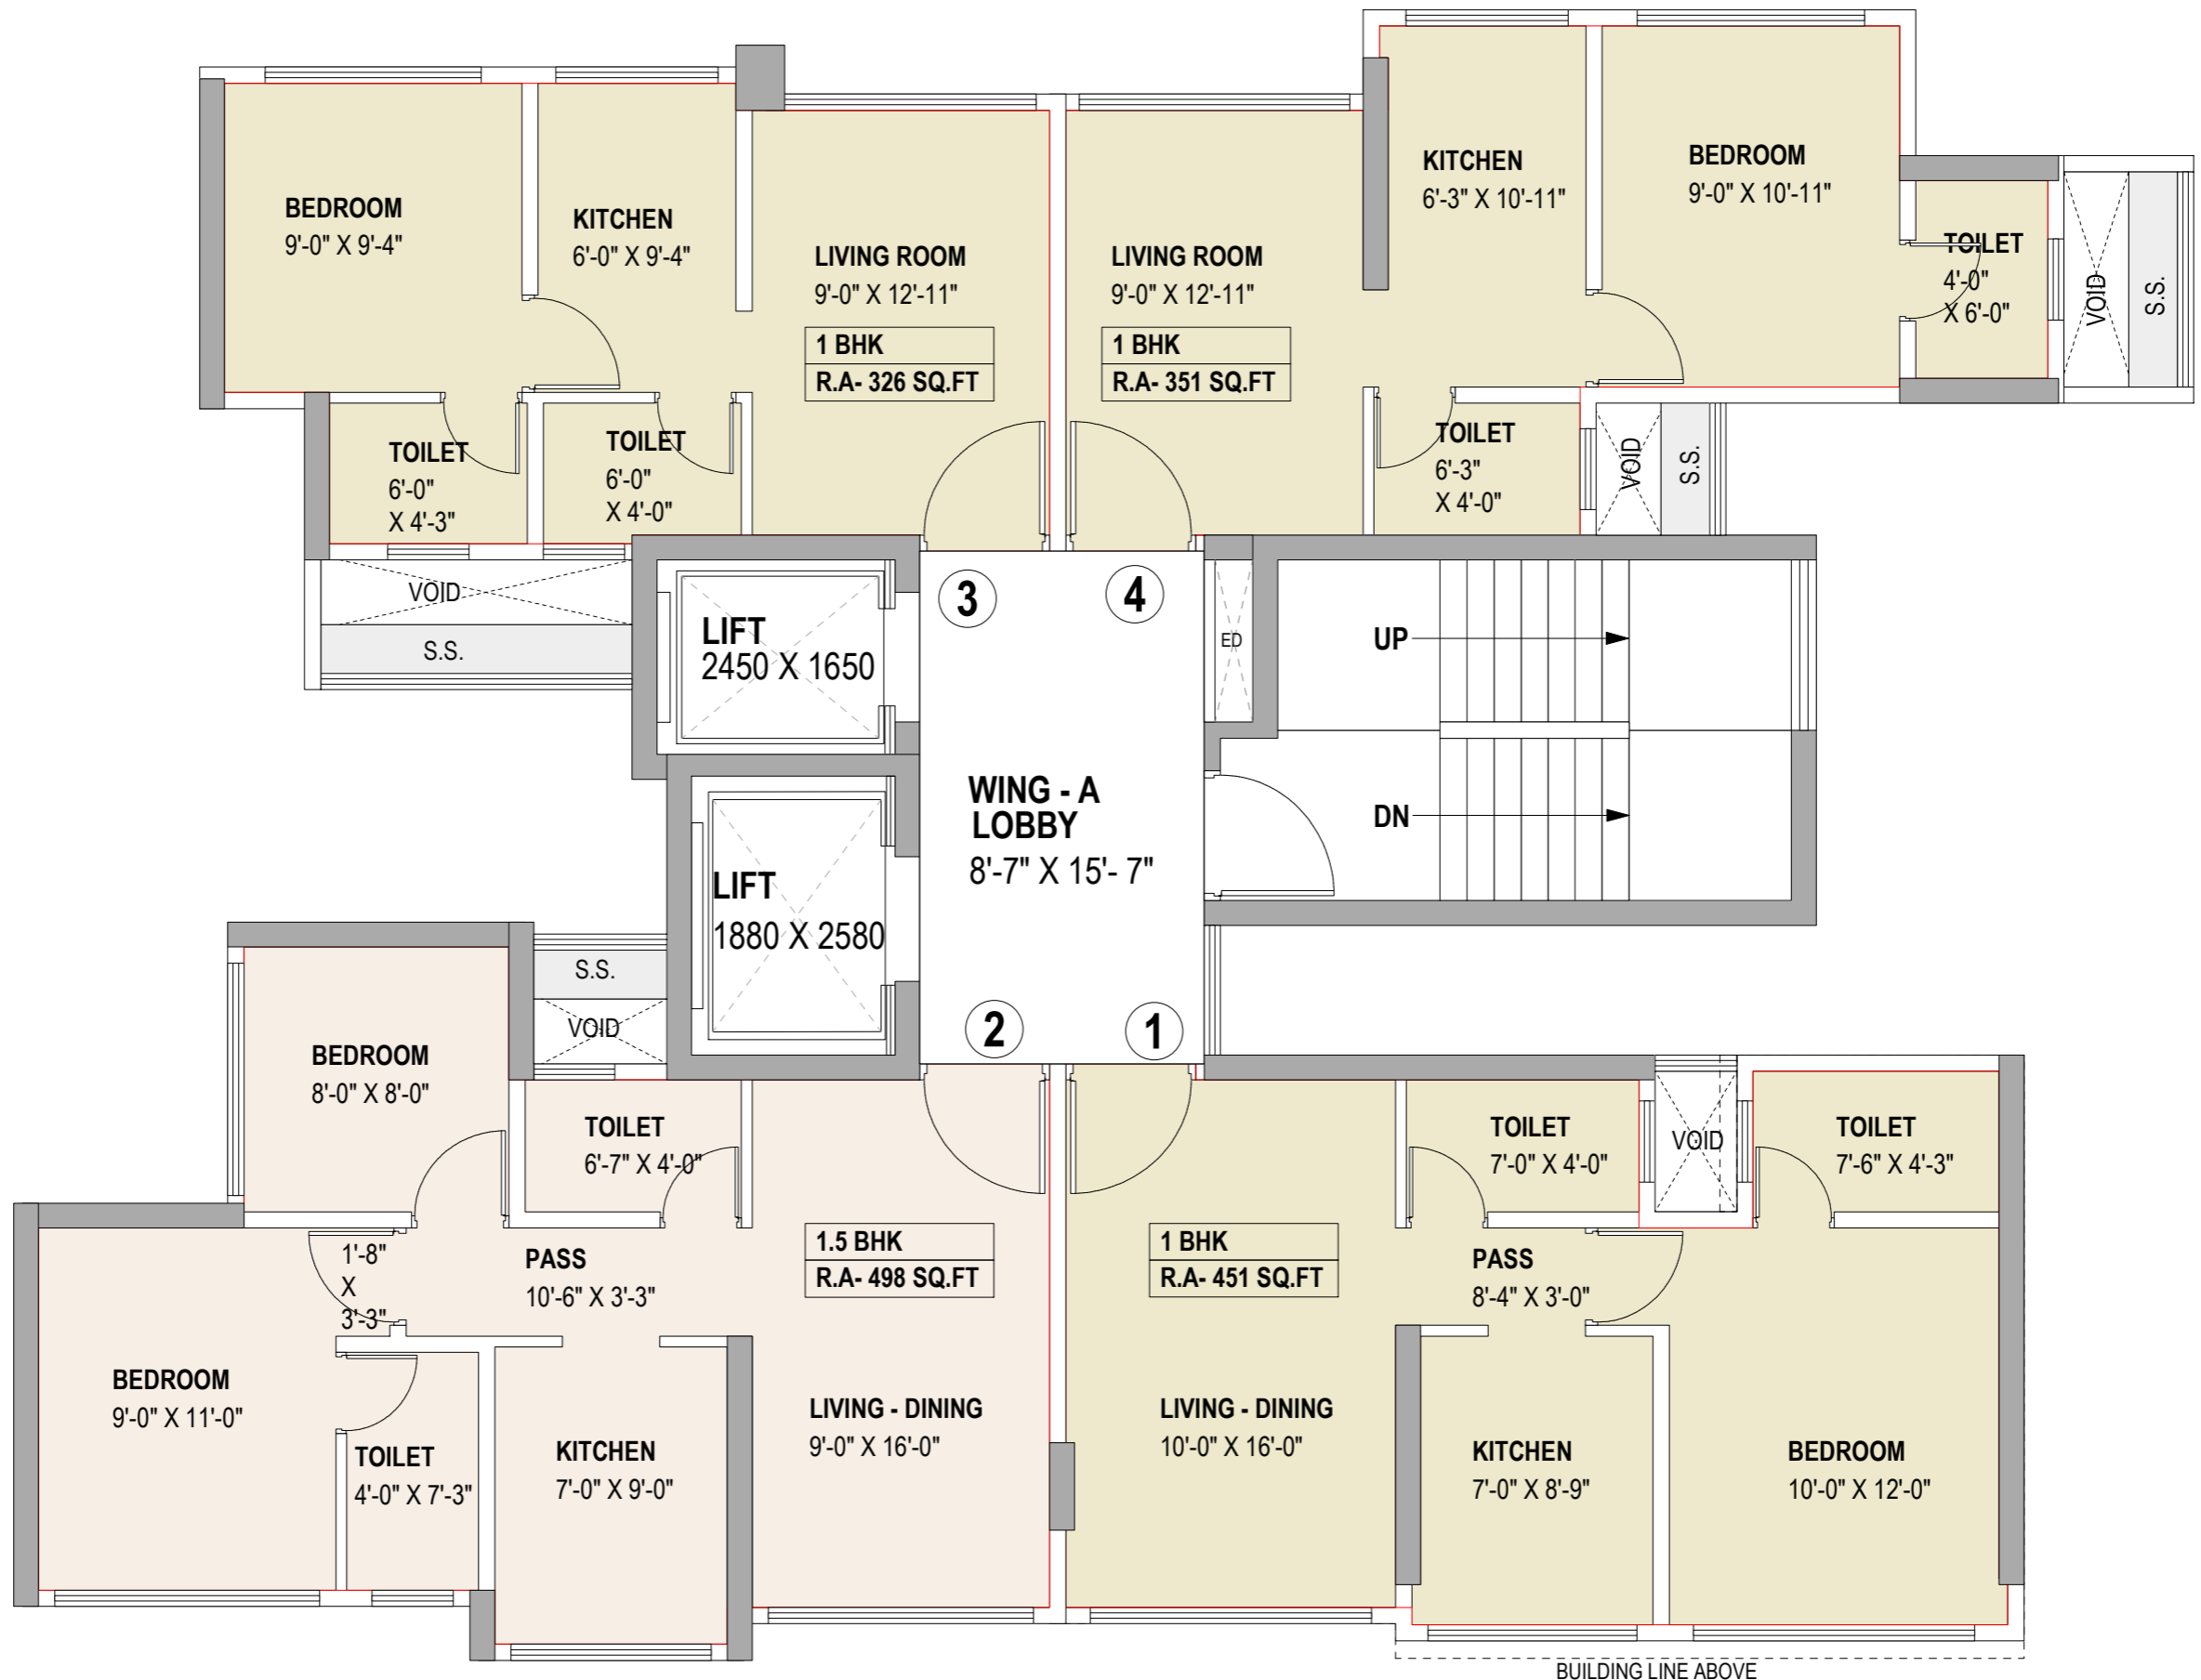 BEDROOM
9'-0" X 9'-4"
KITCHEN
6'-0" X 9'-4"
LIVING ROOM
9'-0" X 12'-11"
1 BHK
R.A- 326 SQ.FT
TOILET
6'-0"
X 4'-3"
TOILET
6'-0"
X 4'-0"
VOID
S.S.
LIVING ROOM
9'-0" X 12'-11"
1 BHK
R.A- 351 SQ.FT
KITCHEN
6'-3" X 10'-11"
BEDROOM
9'-0" X 10'-11"
TOILET
4'-0"
X 6'-0"
VOID
S.S.
TOILET
6'-3"
X 4'-0"
VOID
S.S.
3
4
LIFT
2450 X 1650
ED
UP
DN
WING - A
LOBBY
8'-7" X 15'- 7"
LIFT
1880 X 2580
2
1
S.S.
VOID
BEDROOM
8'-0" X 8'-0"
TOILET
6'-7" X 4'-0"
1.5 BHK
R.A- 498 SQ.FT
1'-8"
X
3'-3"
PASS
10'-6" X 3'-3"
BEDROOM
9'-0" X 11'-0"
TOILET
4'-0" X 7'-3"
KITCHEN
7'-0" X 9'-0"
LIVING - DINING
9'-0" X 16'-0"
1 BHK
R.A- 451 SQ.FT
LIVING - DINING
10'-0" X 16'-0"
TOILET
7'-0" X 4'-0"
VOID
TOILET
7'-6" X 4'-3"
PASS
8'-4" X 3'-0"
KITCHEN
7'-0" X 8'-9"
BEDROOM
10'-0" X 12'-0"
BUILDING LINE ABOVE